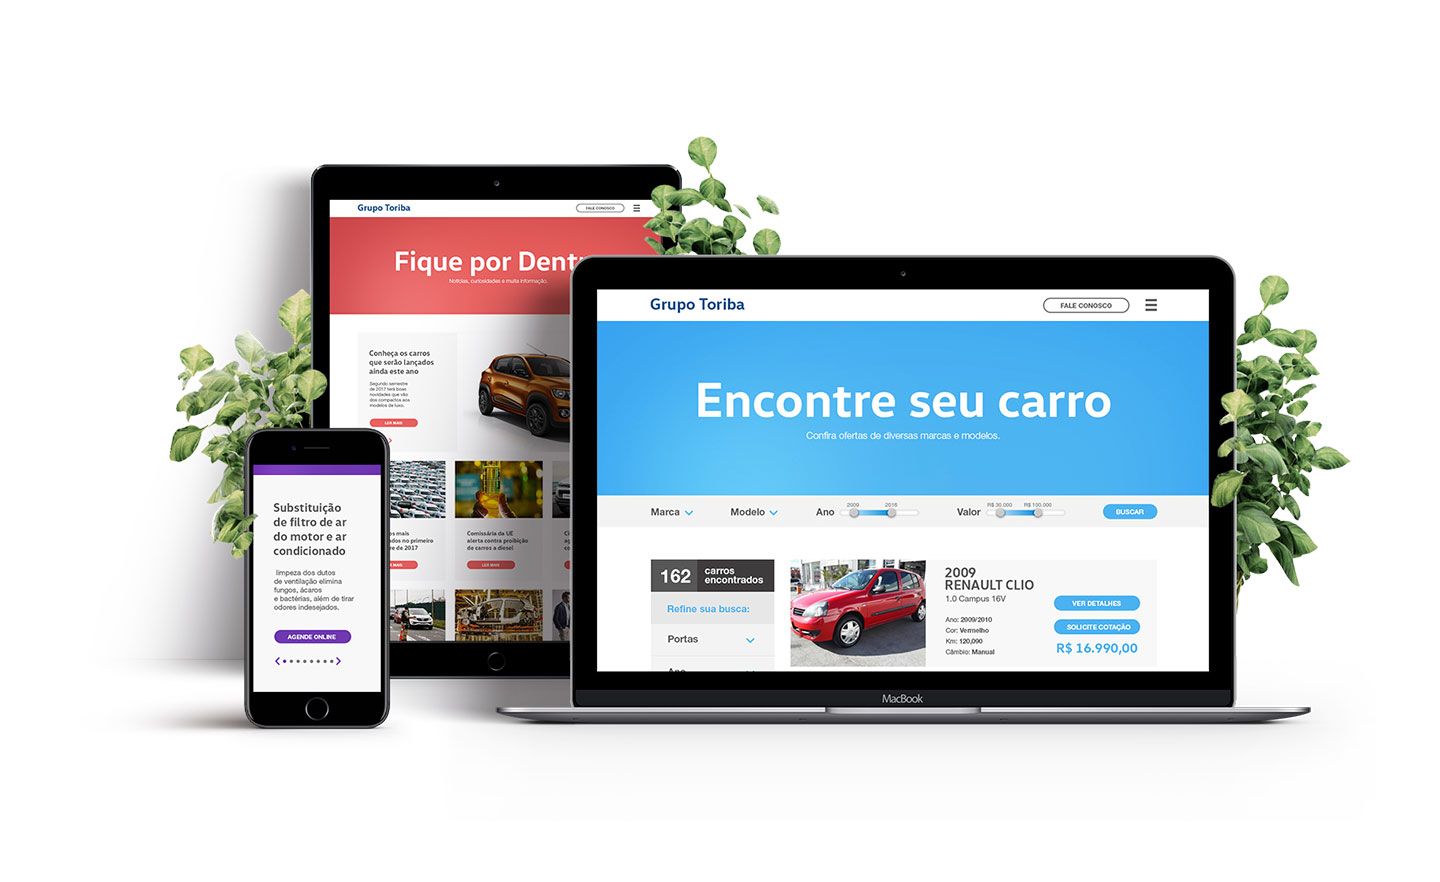 Grupo Toriba
FALE CONOSCO
Fique por Dent
Notícias, curiosidades e muita informação.
Conheça os carros
que serão lançados
ainda este ano
Segundo semestre
de 2017 terá boas
novidades que vão
dos compactos aos
modelos de luxo.
LER MAIS
os mais
dos no primeiro
re de 2017
MAIS
Comissária da UE
alerta contra proibição
de carros a diesel
LER MAIS
Substituição
de filtro de ar
do motor e ar
condicionado
limpeza dos dutos
de ventilação elimina
fungos, ácaros
e bactérias, além de tirar
odores indesejados.
AGENDE ONLINE
Grupo Toriba
FALE CONOSCO
Encontre seu carro
Confira ofertas de diversas marcas e modelos.
Marca
Modelo
Ano
2009
2016
Valor
R$ 30.000
R$ 100.000
BUSCAR
162
carros
encontrados
Refine sua busca:
Portas
Ano
2009
RENAULT CLIO
1.0 Campus 16V
Ano: 2009/2010
Cor: Vermelho
Km: 120,090
Câmbio: Manual
VER DETALHES
SOLICITE COTAÇÃO
R$ 16.990,00
MacBook